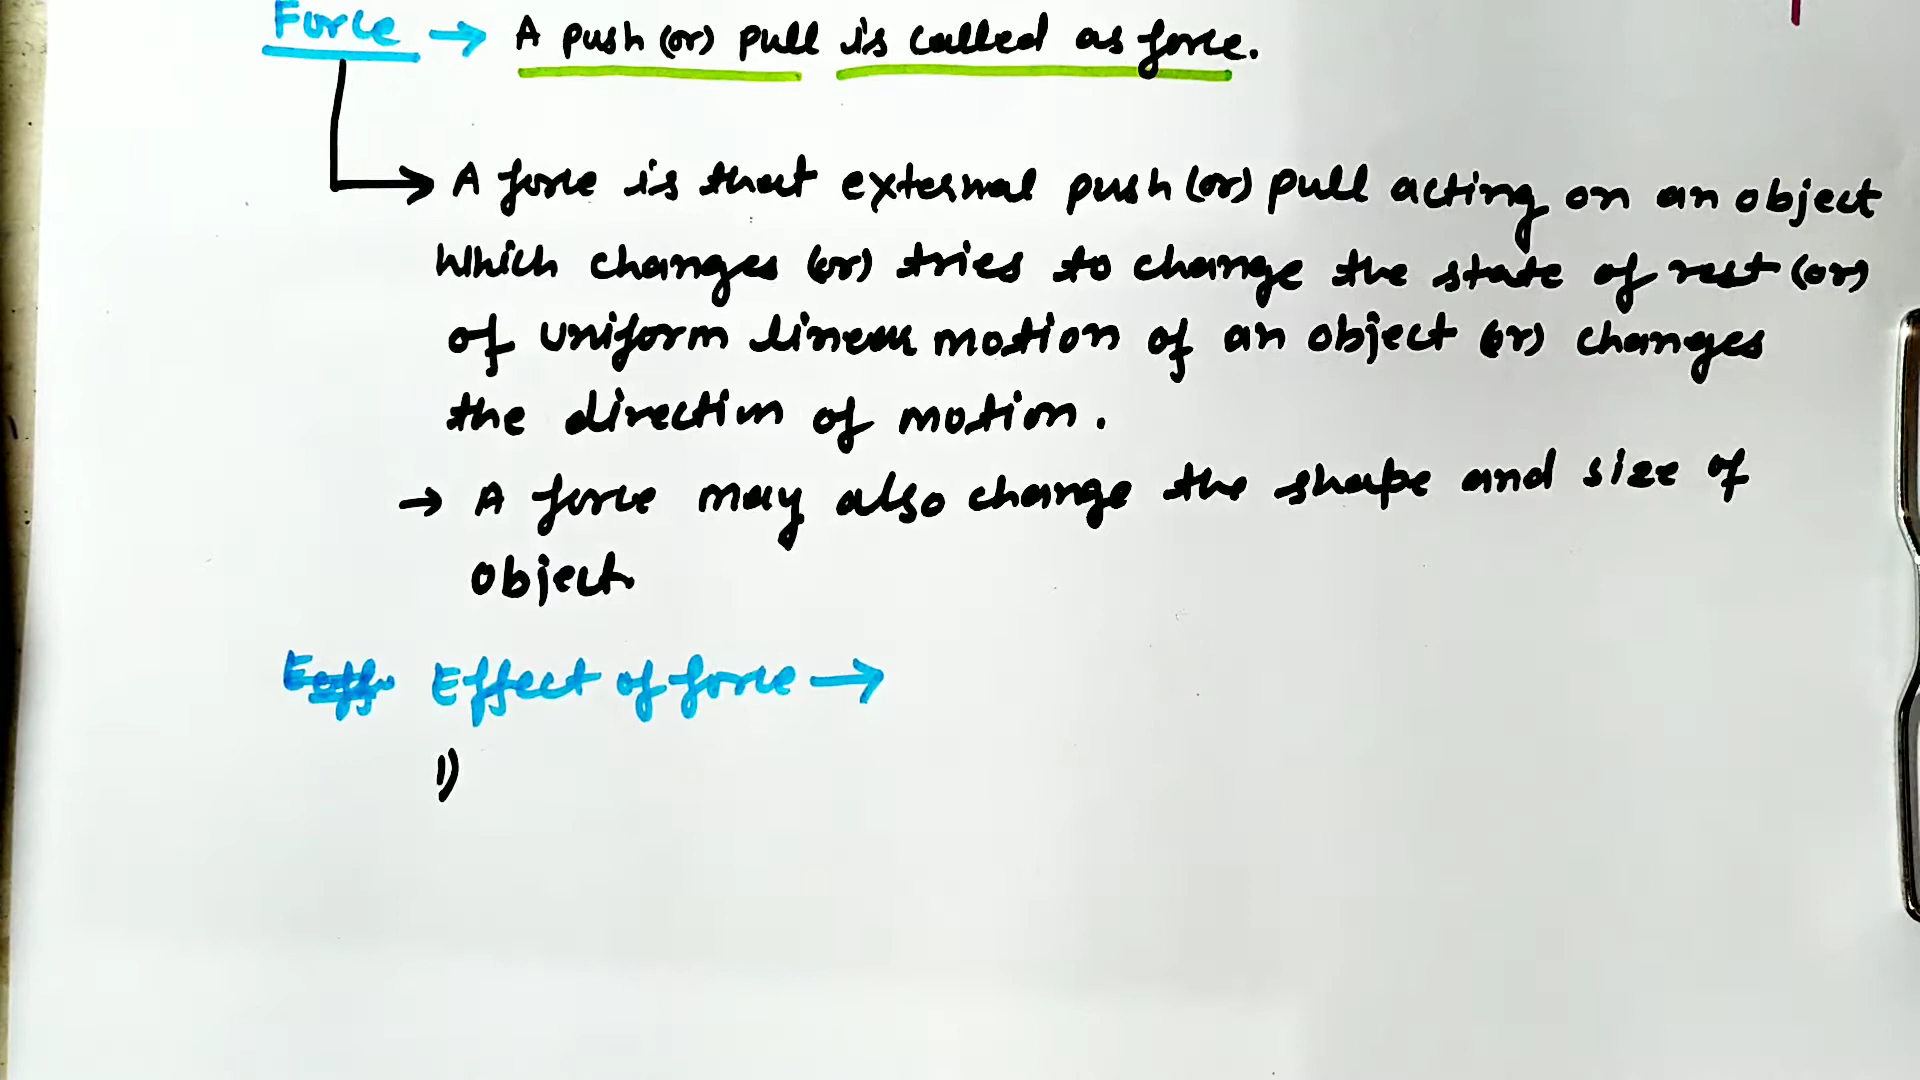 Force → A push (or) pull is called as force.
→ A force is that external push (or) pull acting on an object
which changes (or) tries to change the state of rest (or)
of uniform linear motion of an object (or) changes
the direction of motion.
→ A force may also change the shape and size of
object.
Effect of force →
1)